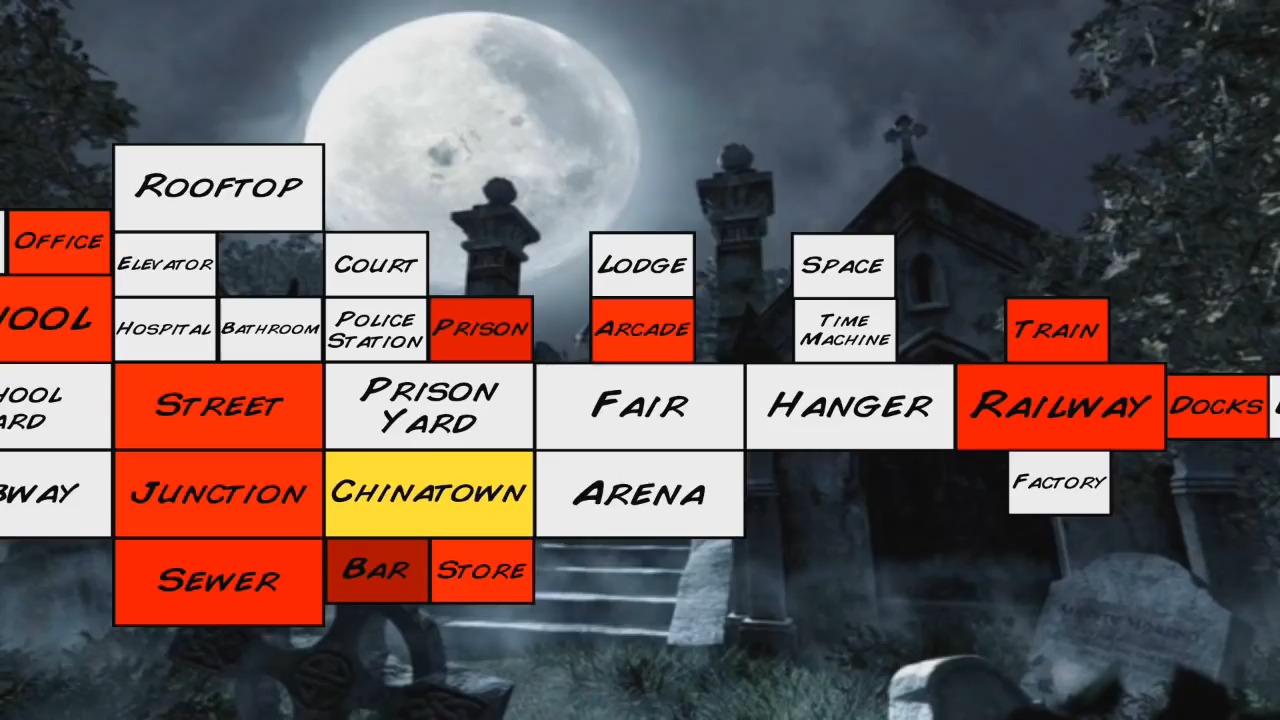 ROOFTOP
OFFICE
ELEVATOR
COURT
LODGE
SPACE
HOSPITAL
BATHROOM
POLICE
STATION
PRISON
ARCADE
TIME
MACHINE
TRAIN
STREET
PRISON
YARD
FAIR
HANGER
RAILWAY
DOCKS
JUNCTION
CHINATOWN
ARENA
FACTORY
SEWER
BAR
STORE